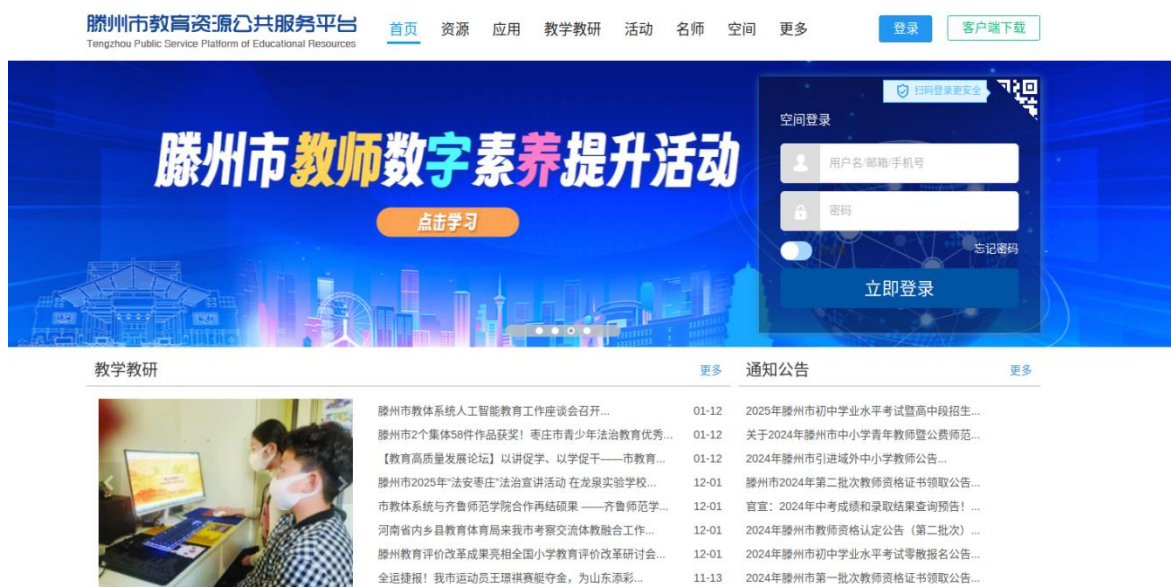 滕州市教育资源公共服务平台
Tengzhou Public Service Platform of Educational Resources
首页 资源 应用 教学教研 活动 名师 空间 更多 登录 客户端下载
扫码登录更安全
空间登录
滕州市教师数字素养提升活动
用户名/邮箱/手机号
密码
点击学习
忘记密码
立即登录
教学教研 更多
滕州市教体系统人工智能教育工作座谈会召开... 01-12
滕州市2个集体58件作品获奖！枣庄市青少年法治教育优秀... 01-12
【教育高质量发展论坛】以讲促学、以学促干——市教育... 01-12
滕州市2025年“法安枣庄”法治宣讲活动 在龙泉实验学校... 12-01
市教体系统与齐鲁师范学院合作再结硕果 ——齐鲁师范学... 12-01
河南省内乡县教育体育局来我市考察交流体教融合工作... 12-01
滕州教育评价改革成果亮相全国小学教育评价改革研讨会... 12-01
全运捷报！我市运动员王璟祺赛艇夺金，为山东添彩... 11-13
通知公告 更多
2025年滕州市初中学业水平考试暨高中段招生...
关于2024年滕州市中小学青年教师暨公费师范...
2024年滕州市引进域外中小学教师公告...
滕州市2024年第二批次教师资格证书领取公告...
官宣：2024年中考成绩和录取结果查询预告！...
2024年滕州市教师资格认定公告（第二批次）...
2024年滕州市初中学业水平考试零散报名公告...
2024年滕州市第一批次教师资格证书领取公告...